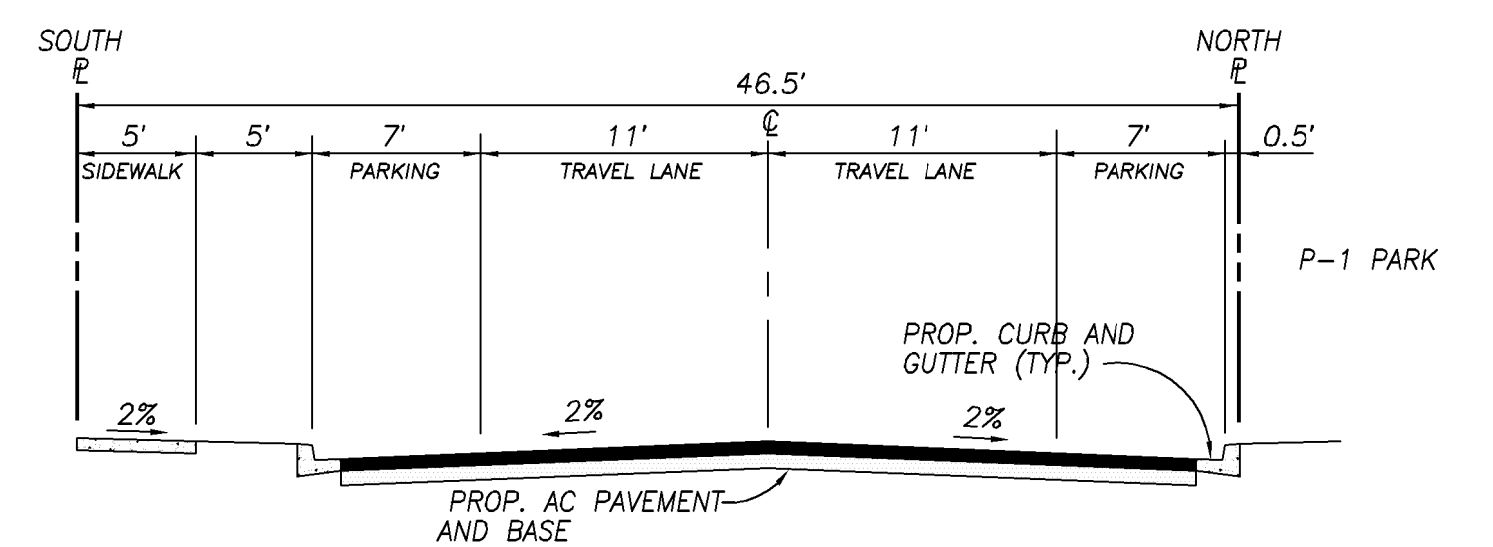 SOUTH
PL
NORTH
PL
46.5'
CL
5'
5'
7'
11'
11'
7'
0.5'
SIDEWALK
PARKING
TRAVEL LANE
TRAVEL LANE
PARKING
P-1 PARK
PROP. CURB AND
GUTTER (TYP.)
2%
2%
2%
PROP. AC PAVEMENT
AND BASE